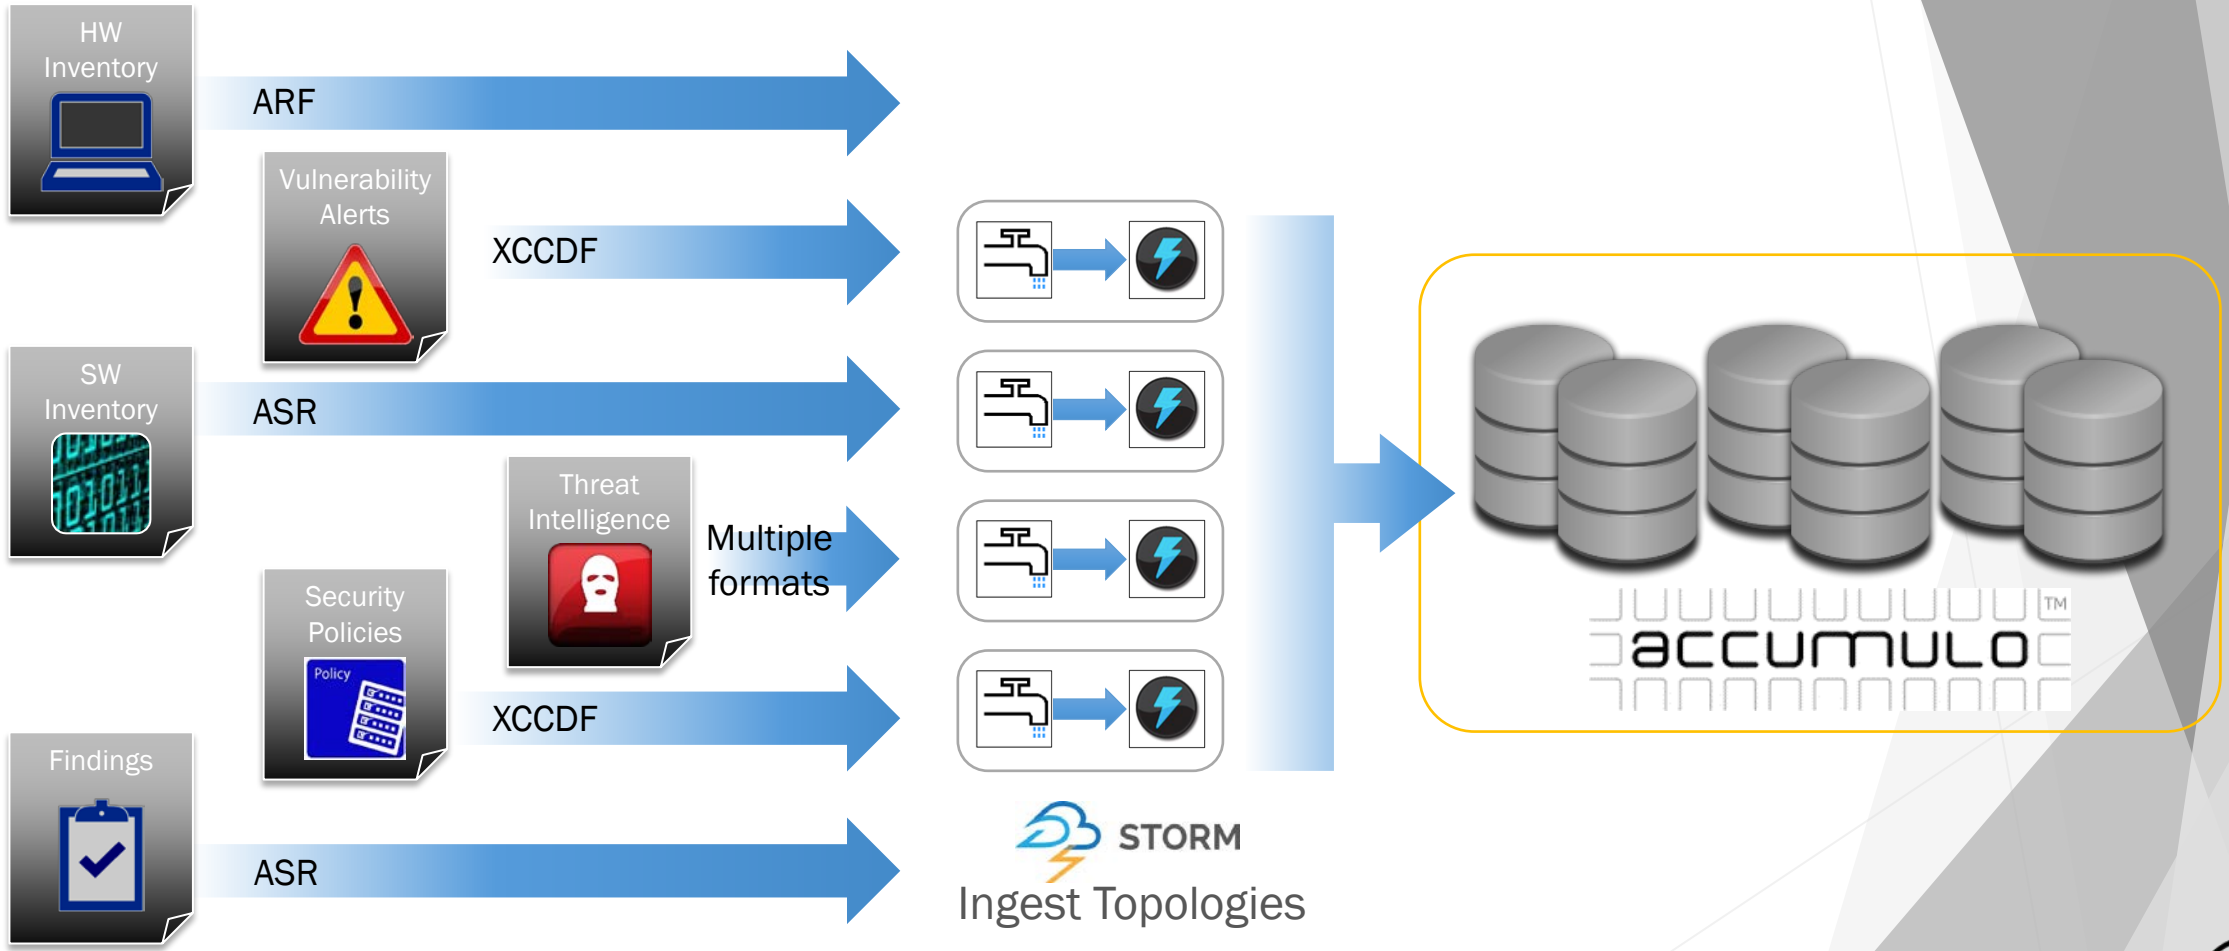 HW
Inventory
ARF
Vulnerability
Alerts
XCCDF
SW
Inventory
ASR
Threat
Intelligence
Multiple
formats
Security
Policies
Policy
XCCDF
Findings
ASR
STORM
Ingest Topologies
accumulo
TM